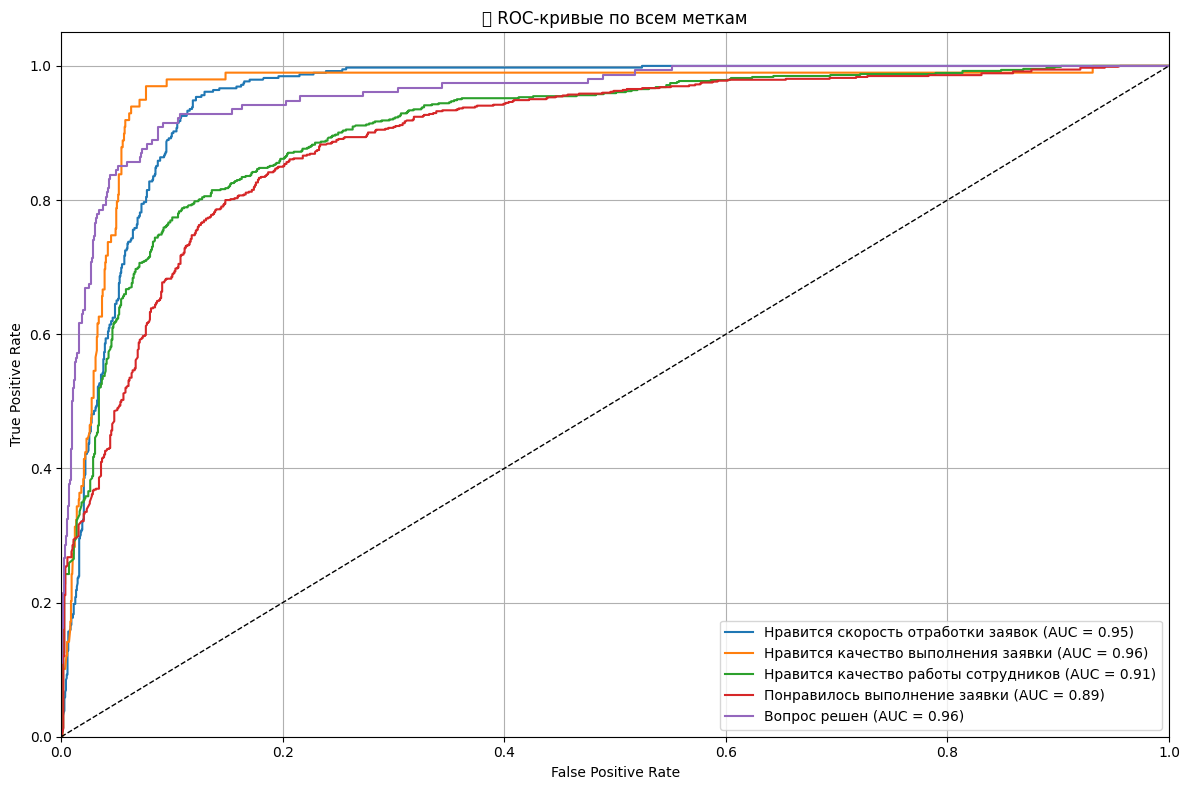 ROC-кривые по всем меткам
True Positive Rate
1.0
0.8
0.6
0.4
0.2
0.0
0.0 0.2 0.4 0.6 0.8 1.0
False Positive Rate
Нравится скорость отработки заявок (AUC = 0.95)
Нравится качество выполнения заявки (AUC = 0.96)
Нравится качество работы сотрудников (AUC = 0.91)
Понравилось выполнение заявки (AUC = 0.89)
Вопрос решен (AUC = 0.96)